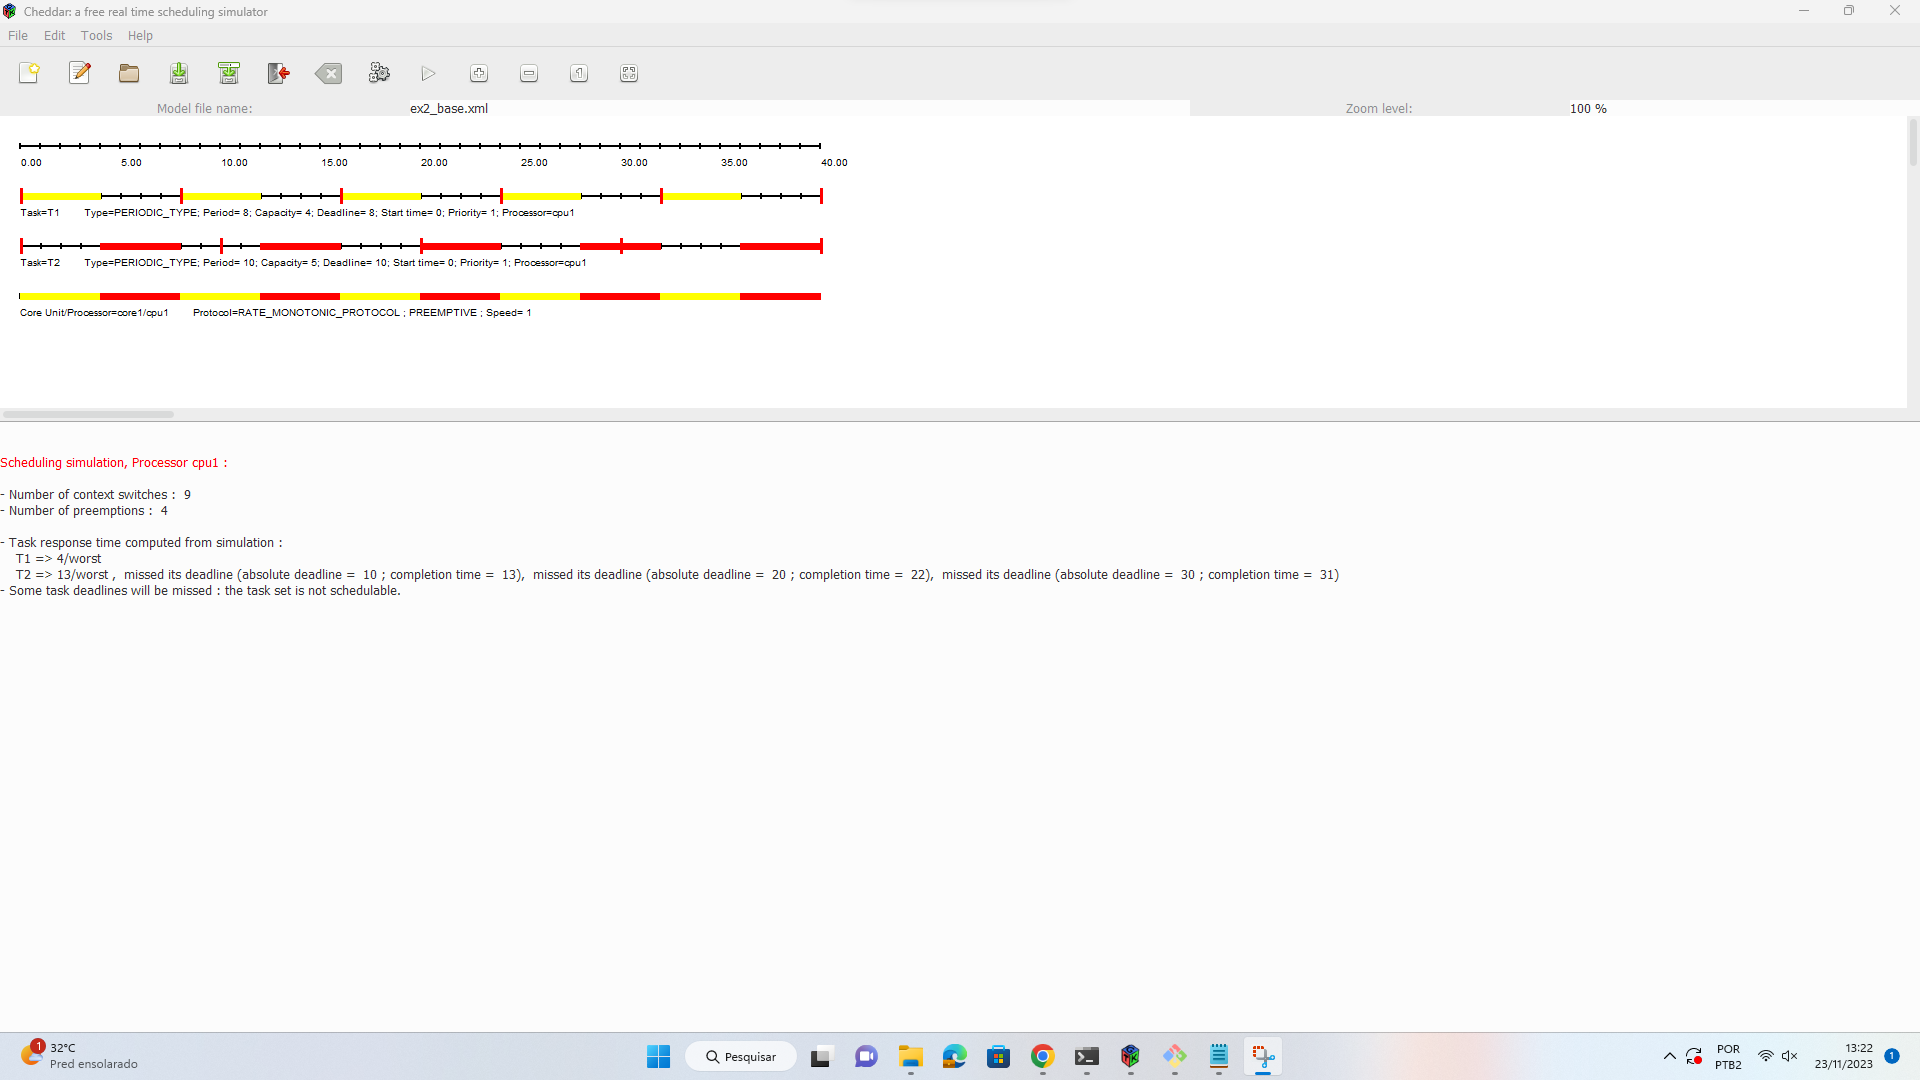 Cheddar: a free real time scheduling simulator
File Edit Tools Help
Model file name: ex2_base.xml Zoom level: 100 %
0.00 5.00 10.00 15.00 20.00 25.00 30.00 35.00 40.00
Task=T1 Type=PERIODIC_TYPE; Period= 8; Capacity= 4; Deadline= 8; Start time= 0; Priority= 1; Processor=cpu1
Task=T2 Type=PERIODIC_TYPE; Period= 10; Capacity= 5; Deadline= 10; Start time= 0; Priority= 1; Processor=cpu1
Core Unit/Processor=core1/cpu1 Protocol=RATE_MONOTONIC_PROTOCOL ; PREEMPTIVE ; Speed= 1
Scheduling simulation, Processor cpu1 :
- Number of context switches : 9
- Number of preemptions : 4
- Task response time computed from simulation :
T1 => 4/worst
T2 => 13/worst , missed its deadline (absolute deadline = 10 ; completion time = 13), missed its deadline (absolute deadline = 20 ; completion time = 22), missed its deadline (absolute deadline = 30 ; completion time = 31)
- Some task deadlines will be missed : the task set is not schedulable.
1
32°C
Pred ensolarado
Pesquisar
POR
PTB2
13:22
23/11/2023
1